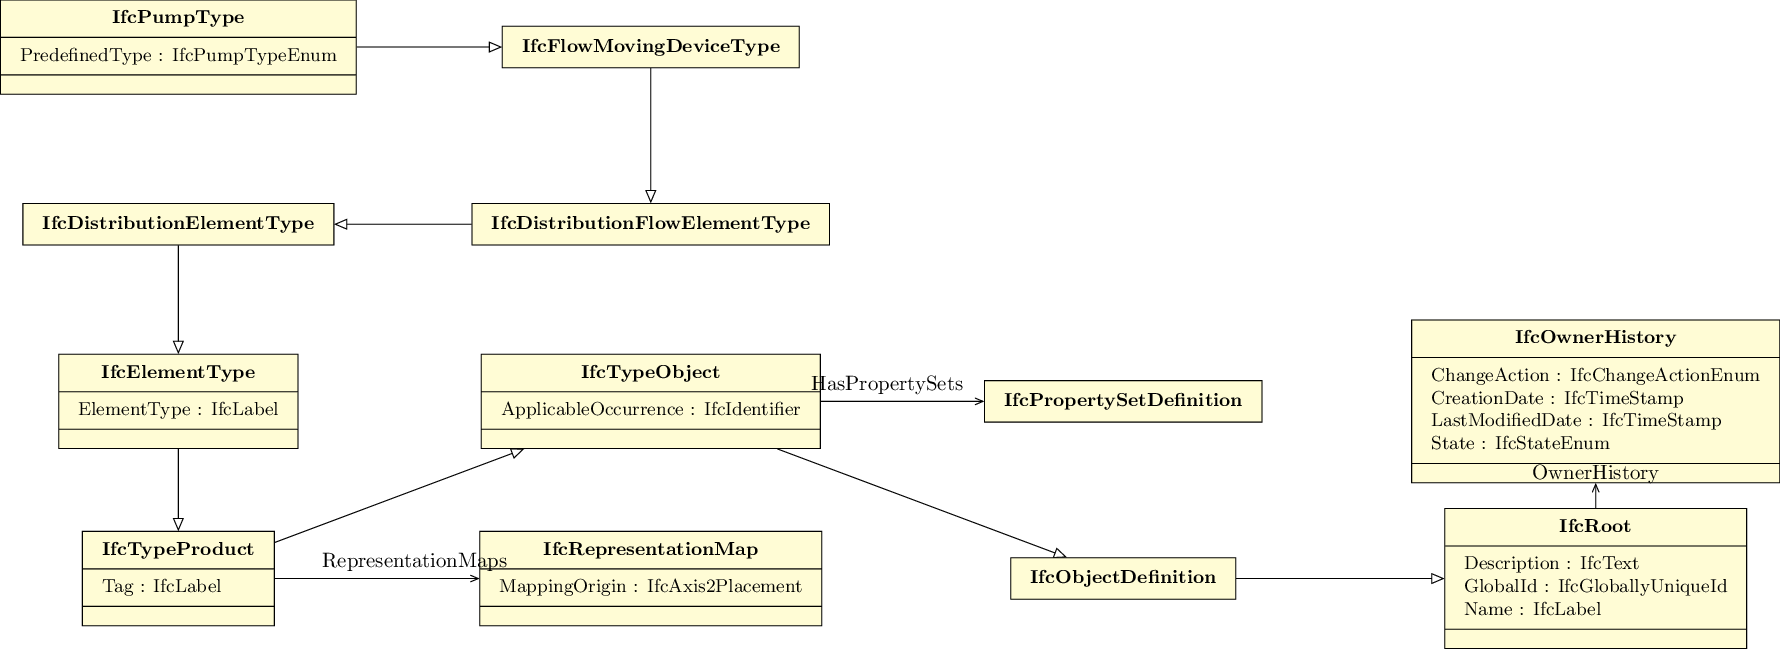 IfcPumpType
PredefinedType : IfcPumpTypeEnum
IfcFlowMovingDeviceType
IfcDistributionElementType
IfcDistributionFlowElementType
IfcElementType
ElementType : IfcLabel
IfcTypeObject
ApplicableOccurrence : IfcIdentifier
HasPropertySets
IfcPropertySetDefinition
IfcOwnerHistory
ChangeAction : IfcChangeActionEnum
CreationDate : IfcTimeStamp
LastModifiedDate : IfcTimeStamp
State : IfcStateEnum
OwnerHistory
IfcTypeProduct
Tag : IfcLabel
RepresentationMaps
IfcRepresentationMap
MappingOrigin : IfcAxis2Placement
IfcObjectDefinition
IfcRoot
Description : IfcText
GlobalId : IfcGloballyUniqueId
Name : IfcLabel